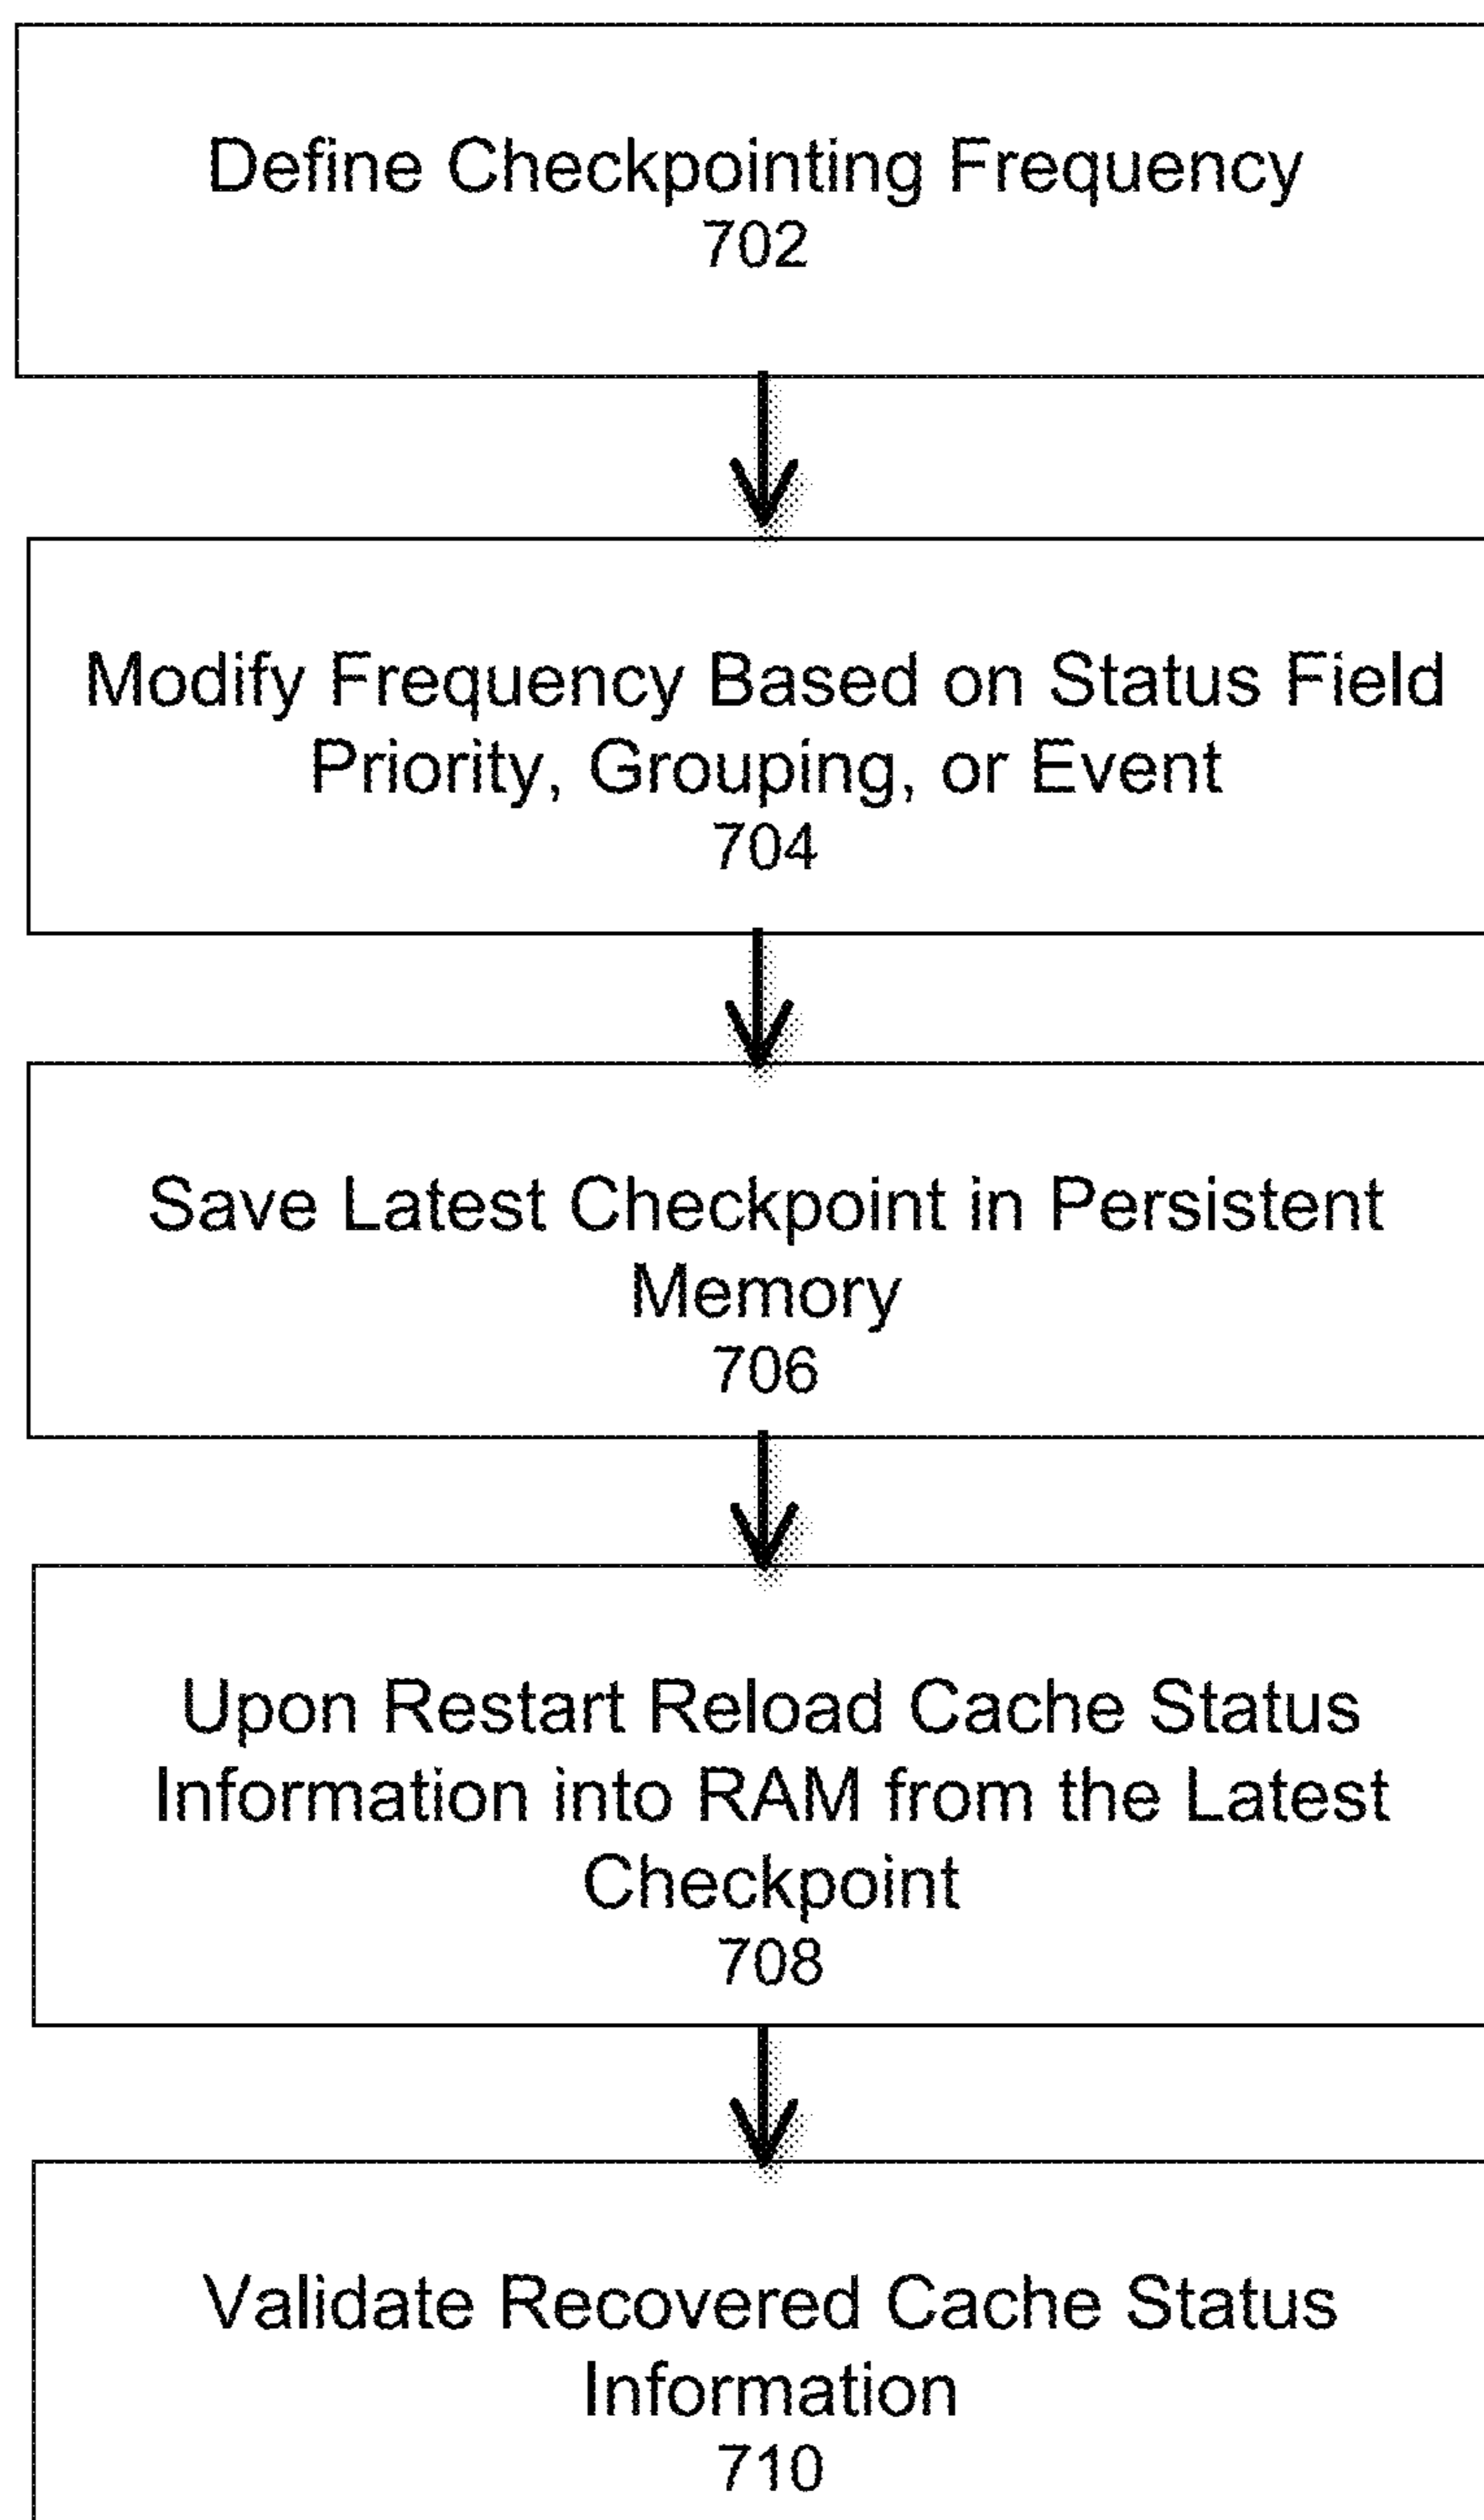 Define Checkpointing Frequency
702
Modify Frequency Based on Status Field
Priority, Grouping, or Event
704
Save Latest Checkpoint in Persistent
Memory
706
Upon Restart Reload Cache Status
Information into RAM from the Latest
Checkpoint
708
Validate Recovered Cache Status
Information
710